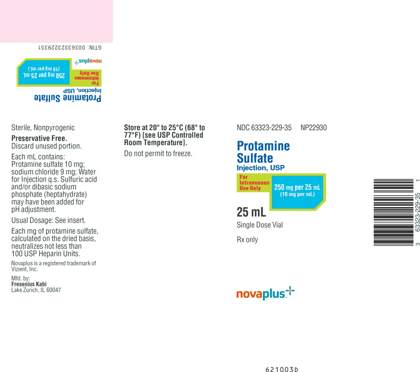 GTIN: 00363323229351
novaplus+
For
Intravenous
Use Only
250 mg per 25 mL
(10 mg per mL)
Injection, USP
Protamine Sulfate
Sterile, Nonpyrogenic
Preservative Free.
Discard unused portion.
Each mL contains:
Protamine sulfate 10 mg;
sodium chloride 9 mg; Water
for Injection q.s. Sulfuric acid
and/or dibasic sodium
phosphate (heptahydrate)
may have been added for
pH adjustment.
Usual Dosage: See insert.
Each mg of protamine sulfate,
calculated on the dried basis,
neutralizes not less than
100 USP Heparin Units.
Novaplus is a registered trademark of
Vizient, Inc.
Mfd. by:
Fresenius Kabi
Lake Zurich, IL 60047
Store at 20° to 25°C (68° to
77°F) [see USP Controlled
Room Temperature].
Do not permit to freeze.
NDC 63323-229-35 NP22930
Protamine
Sulfate
Injection, USP
For
Intravenous
Use Only
250 mg per 25 mL
(10 mg per mL)
25 mL
Single Dose Vial
Rx only
novaplus+
3 63323-229-35 1
621003b